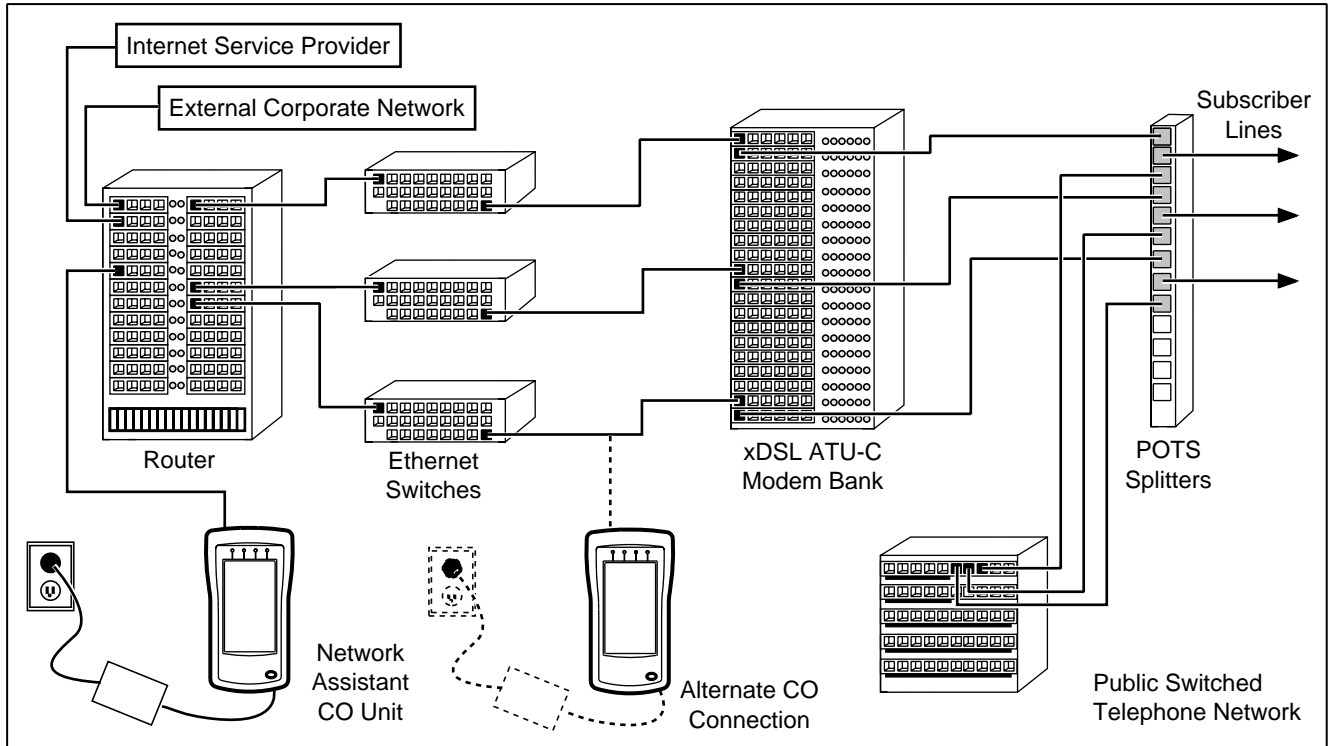 Internet Service Provider
External Corporate Network
Subscriber
Lines
Router
Ethernet
Switches
xDSL ATU-C
Modem Bank
POTS
Splitters
Network
Assistant
CO Unit
Alternate CO
Connection
Public Switched
Telephone Network